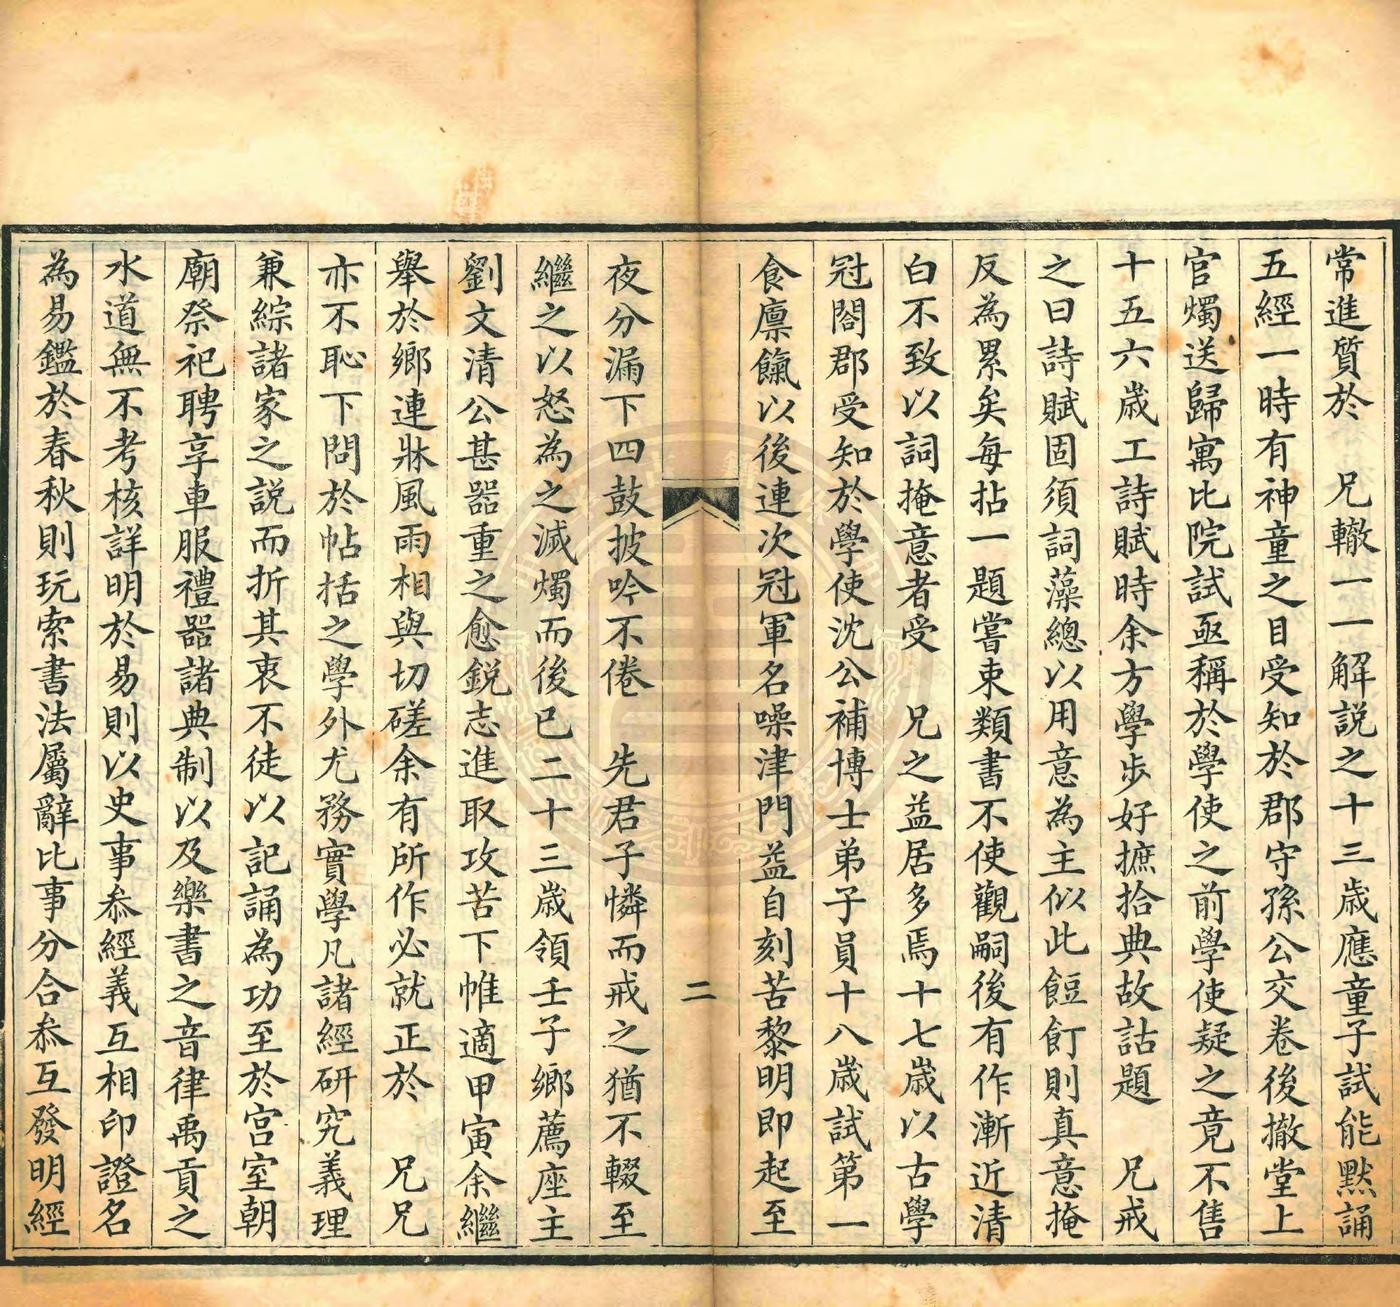 常進質於　兄轍一一解説之十三歳應童子試能默誦
五經一時有神童之目受知於郡守孫公交卷後撤堂上
官燭送歸寓比院試亟稱於學使之前學使疑之竟不售
十五六歳工詩賦時余方學步好摭拾典故詁題　兄戒
之曰詩賦固須詞藻總以用意為主似此餖飣則真意掩
反為累矣每拈一題嘗束類書不使觀嗣後有作漸近清
白不致以詞掩意者受　兄之益居多焉十七歳以古學
冠閤郡受知於學使沈公補博士弟子員十八歳試第一
食廪餼以後連次冠軍名噪津門益自刻苦黎明即起至
二
夜分漏下四鼓披吟不倦　先君子憐而戒之猶不輟至
繼之以怒為之滅燭而後已二十三歳領壬子鄉薦座主
劉文清公甚器重之愈鋭志進取攻苦下帷適甲寅余繼
舉於鄉連牀風雨相與切磋余有所作必就正於　兄兄
亦不恥下問於帖括之學外尤務實學凡諸經研究義理
兼綜諸家之説而折其衷不徒以記誦為功至於宫室朝
廟祭祀聘享車服禮器諸典制以及樂書之音律禹貢之
水道無不考核詳明於易則以史事叅經義互相印證名
為易鑑於春秋則玩索書法屬辭比事分合叅互發明經